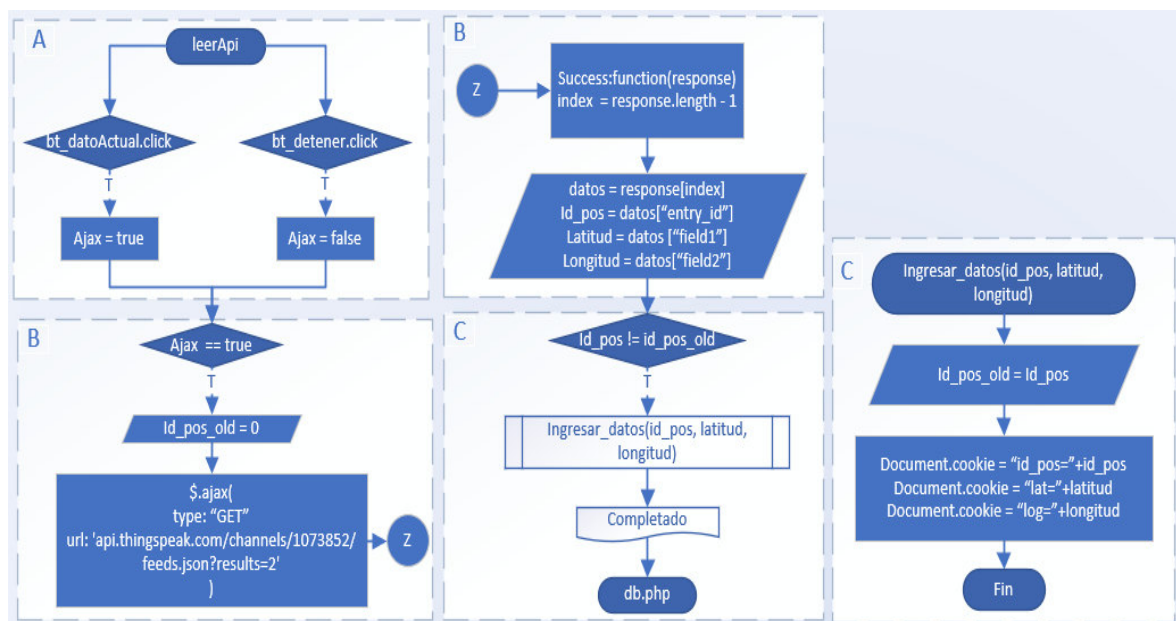 A
leerApi
bt_datoActual.click
bt_detener.click
T
T
Ajax = true
Ajax = false
B
Ajax == true
T
Id_pos_old = 0
$.ajax(
type: “GET”
url: 'api.thingspeak.com/channels/1073852/
feeds.json?results=2'
)
Z
B
Z
Success:function(response)
index = response.length - 1
datos = response[index]
Id_pos = datos[“entry_id”]
Latitud = datos [“field1”]
Longitud = datos[“field2”]
C
Id_pos != id_pos_old
T
Ingresar_datos(id_pos, latitud,
longitud)
Completado
db.php
C
Ingresar_datos(id_pos, latitud,
longitud)
Id_pos_old = Id_pos
Document.cookie = “id_pos=”+id_pos
Document.cookie = “lat=”+latitud
Document.cookie = “log=”+longitud
Fin